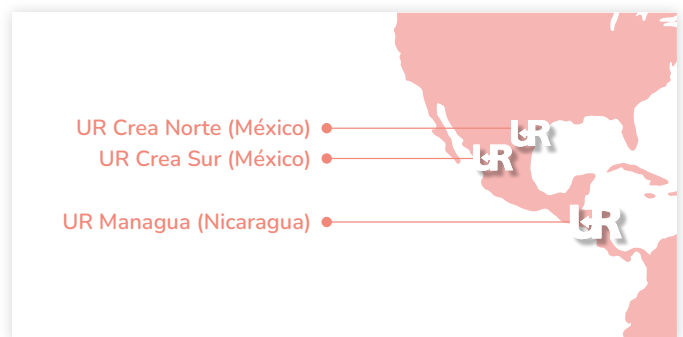 UR Crea Norte (México)
UR
UR Crea Sur (México)
UR
UR Managua (Nicaragua)
UR